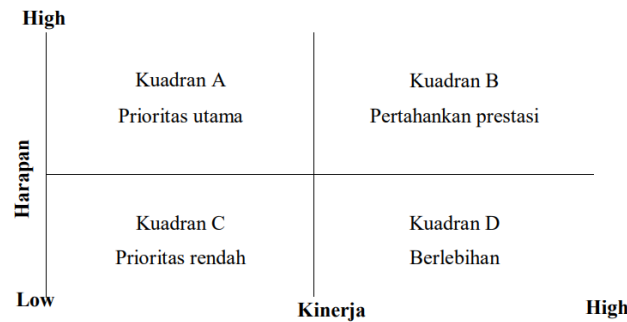 High
Kuadran A
Prioritas utama
Kuadran B
Pertahankan prestasi
Harapan
Kuadran C
Prioritas rendah
Kuadran D
Berlebihan
Low
Kinerja
High